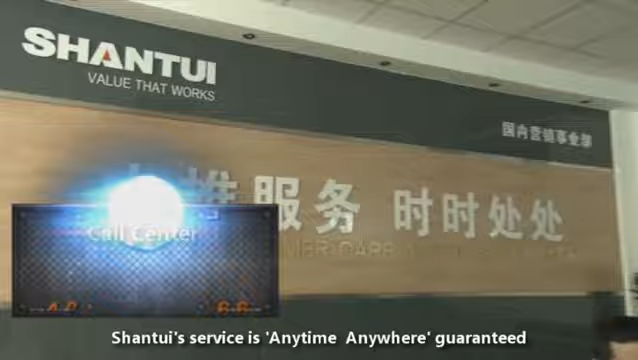 SHANTUI
VALUE THAT WORKS
国内营销事业部
推服务 时时处处
Call Center
Shantui's service is 'Anytime Anywhere' guaranteed